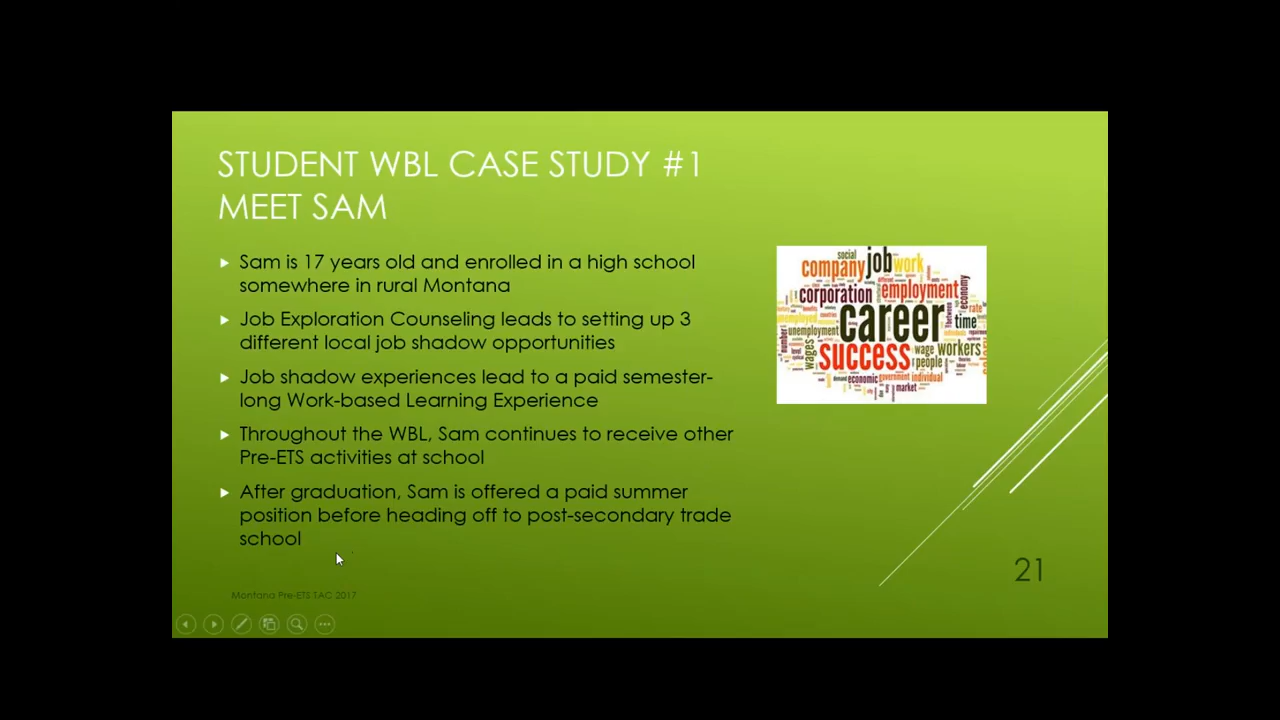 STUDENT WBL CASE STUDY #1
MEET SAM
Sam is 17 years old and enrolled in a high school
somewhere in rural Montana
Job Exploration Counseling leads to setting up 3
different local job shadow opportunities
Job shadow experiences lead to a paid semester-
long Work-based Learning Experience
Throughout the WBL, Sam continues to receive other
Pre-ETS activities at school
After graduation, Sam is offered a paid summer
position before heading off to post-secondary trade
school
social
job
work
company
corporation
employment
economy
rate
career
time
unemployment
wages
success
wage
workers
people
economic
government
individual
market
21
Montana Pre-ETS TAC 2017